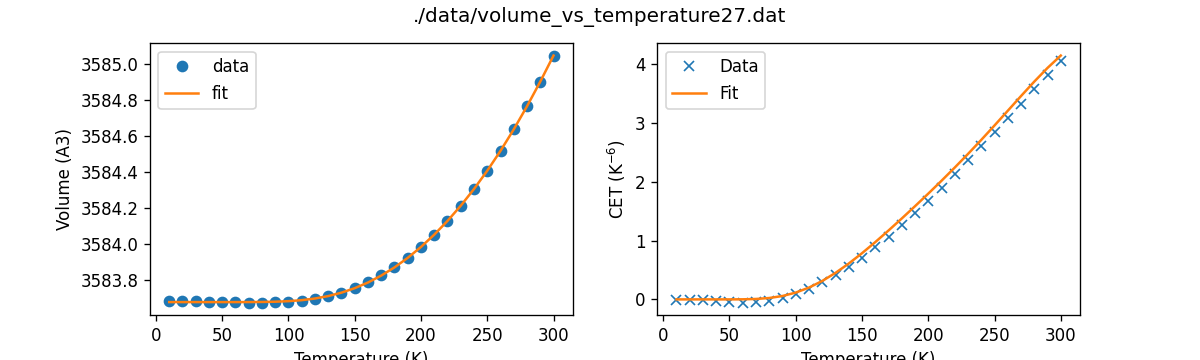 ./data/volume_vs_temperature27.dat
Volume (A3)
3585.0
3584.8
3584.6
3584.4
3584.2
3584.0
3583.8
data
fit
0 50 100 150 200 250 300
Temperature (K)
CET (K⁻⁶)
4
3
2
1
0
Data
Fit
0 50 100 150 200 250 300
Temperature (K)